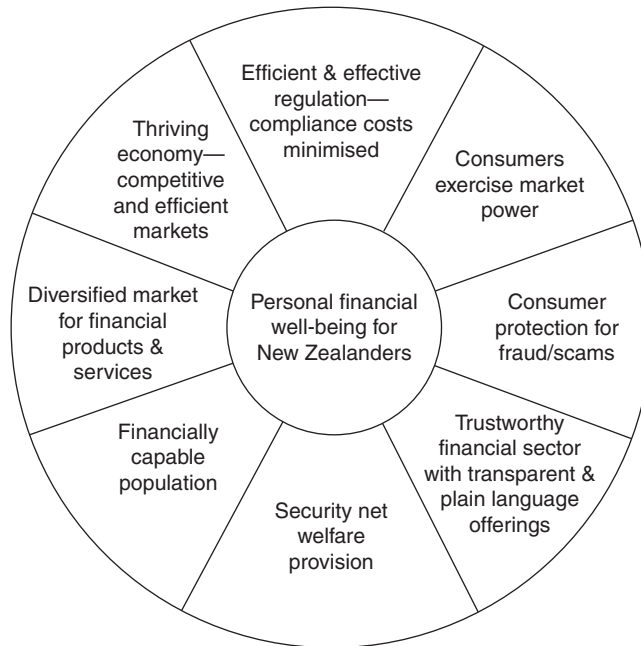 Efficient & effective
regulation—
compliance costs
minimised
Consumers
exercise market
power
Consumer
protection for
fraud/scams
Trustworthy
financial sector
with transparent &
plain language
offerings
Security net
welfare
provision
Financially
capable
population
Diversified market
for financial
products &
services
Thriving
economy—
competitive
and efficient
markets
Personal financial
well-being for
New Zealanders